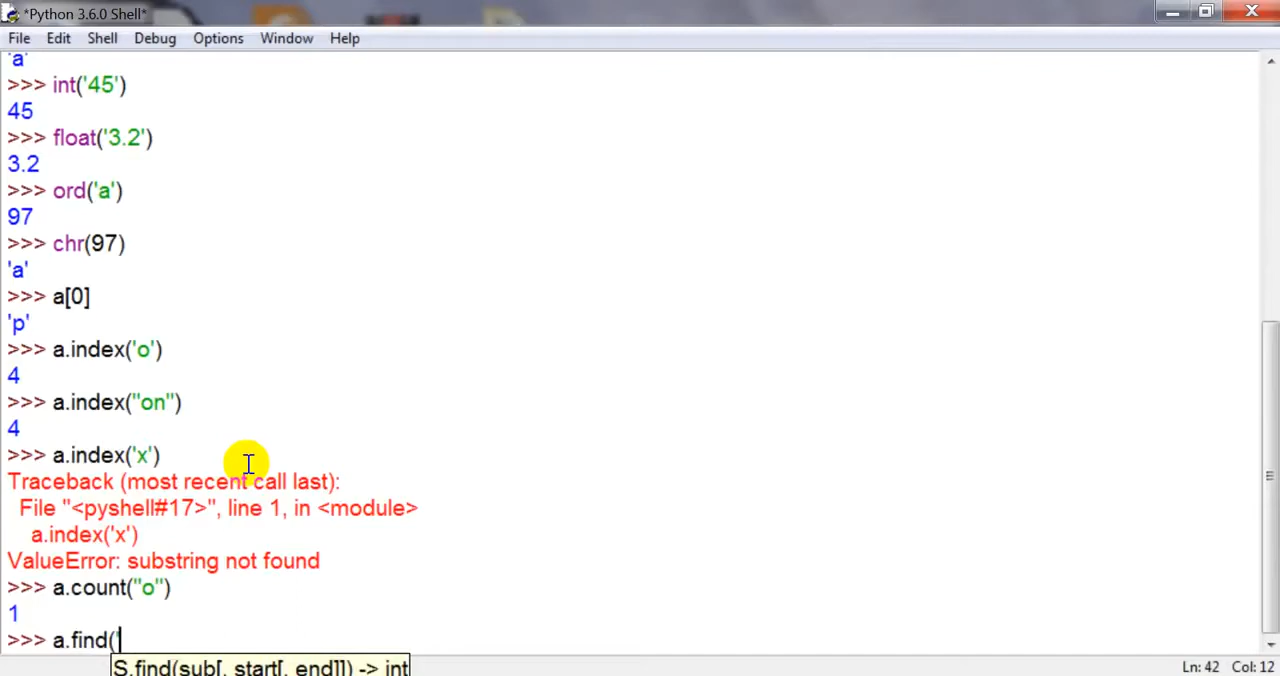 *Python 3.6.0 Shell*
File Edit Shell Debug Options Window Help
'a'
>>> int('45')
45
>>> float('3.2')
3.2
>>> ord('a')
97
>>> chr(97)
'a'
>>> a[0]
'p'
>>> a.index('o')
4
>>> a.index("on")
4
>>> a.index('x')
Traceback (most recent call last):
File "<pyshell#17>", line 1, in <module>
a.index('x')
ValueError: substring not found
>>> a.count("o")
1
>>> a.find('
S.find(sub[, start[, end]]) -> int
Ln: 42 Col: 12